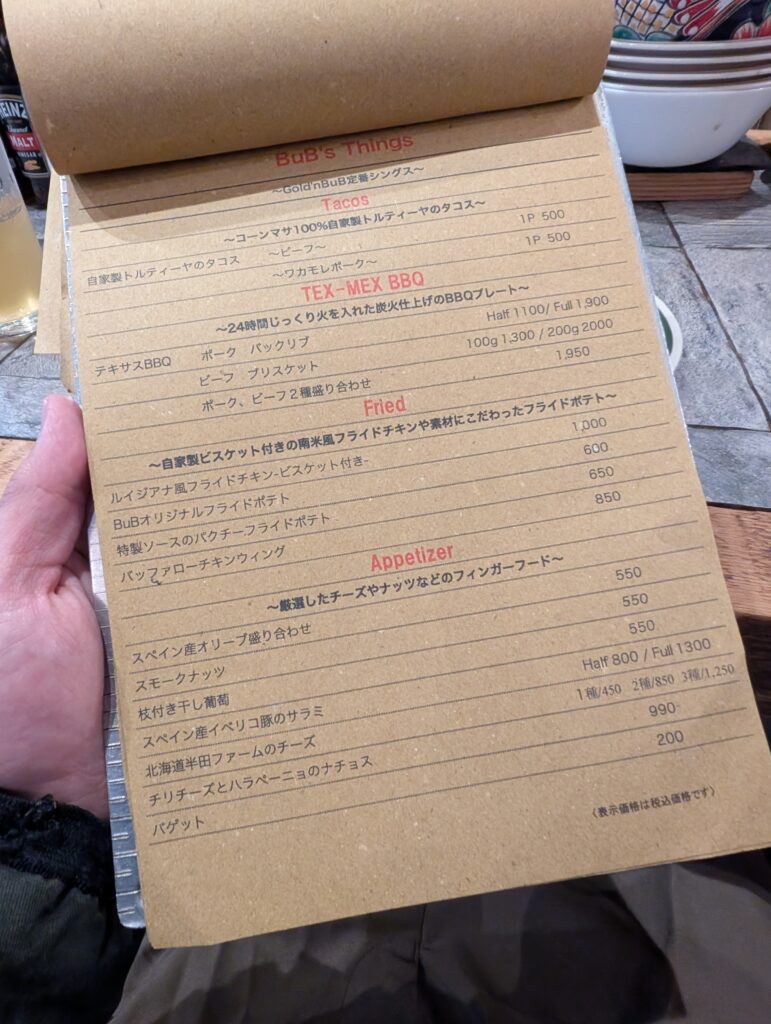 BuB's Things
～Gold'nBuB定番シングス～
Tacos
～コーンマサ100%自家製トルティーヤのタコス～
自家製トルティーヤのタコス ～ビーフ～ 1P 500
～ワカモレポーク～ 1P 500
TEX-MEX BBQ
～24時間じっくり火を入れた炭火仕上げのBBQプレート～
テキサスBBQ ポーク バックリブ Half 1100/ Full 1,900
ビーフ ブリスケット 100g 1,300 / 200g 2000
ポーク、ビーフ2種盛り合わせ 1,950
Fried
～自家製ビスケット付きの南米風フライドチキンや素材にこだわったフライドポテト～
ルイジアナ風フライドチキン-ビスケット付き- 1,000
BuBオリジナルフライドポテト 600
特製ソースのパクチーフライドポテト 650
バッファローチキンウィング 850
Appetizer
～厳選したチーズやナッツなどのフィンガーフード～
スペイン産オリーブ盛り合わせ 550
スモークナッツ 550
枝付き干し葡萄 550
スペイン産イベリコ豚のサラミ Half 800 / Full 1300
北海道半田ファームのチーズ 1種/450 2種/850 3種/1,250
チリチーズとハラペーニョのナチョス 990
バゲット 200
（表示価格は税込価格です）
MALT